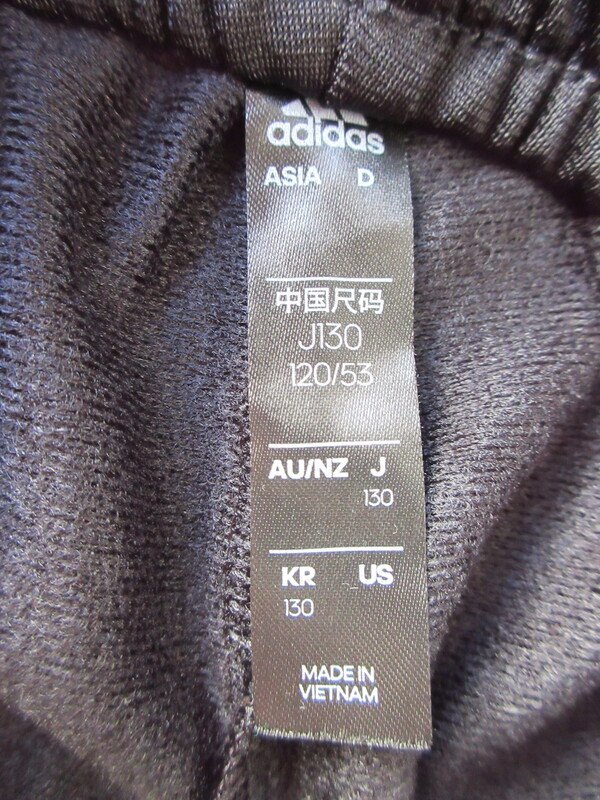 adidas
ASIA D
中国尺码
J130
120/53
AU/NZ J
130
KR US
130
MADE IN
VIETNAM